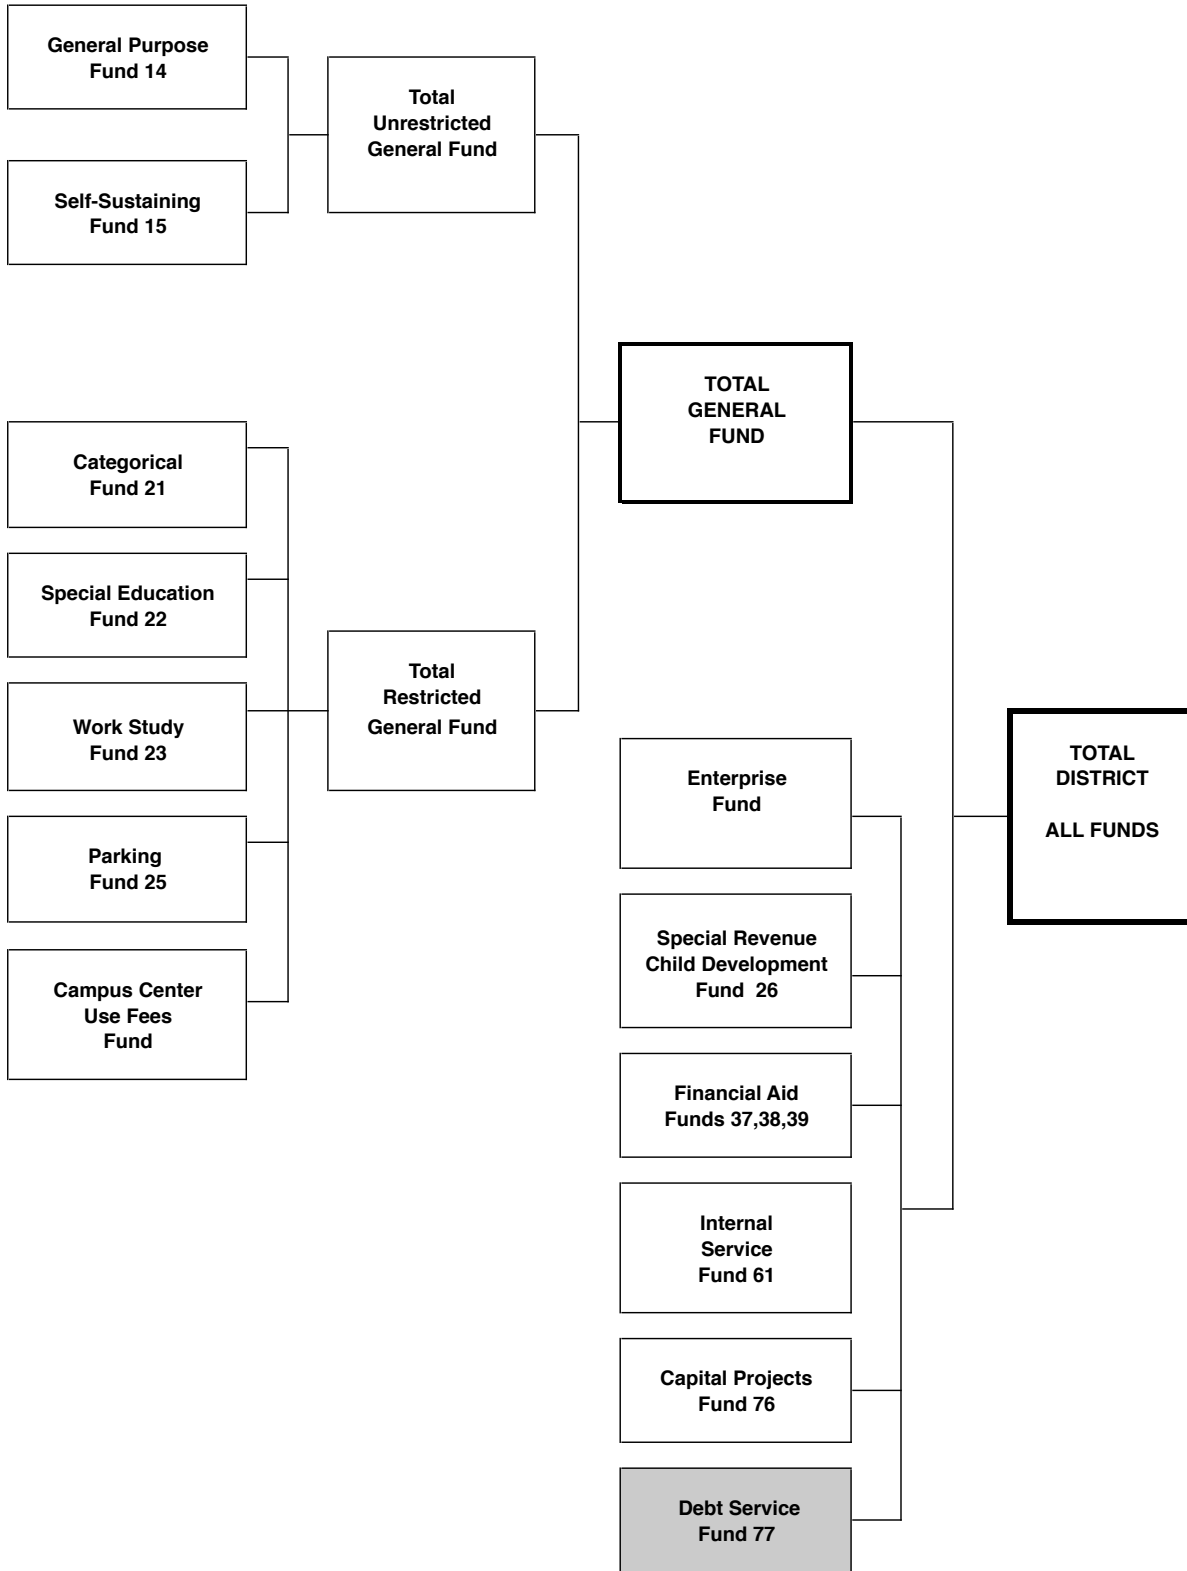 General Purpose
Fund 14
Self-Sustaining
Fund 15
Total
Unrestricted
General Fund
TOTAL
GENERAL
FUND
Categorical
Fund 21
Special Education
Fund 22
Work Study
Fund 23
Parking
Fund 25
Campus Center
Use Fees
Fund
Total
Restricted
General Fund
Enterprise
Fund
Special Revenue
Child Development
Fund  26
Financial Aid
Funds 37,38,39
Internal
Service
Fund 61
Capital Projects
Fund 76
Debt Service
Fund 77
TOTAL
DISTRICT
ALL FUNDS